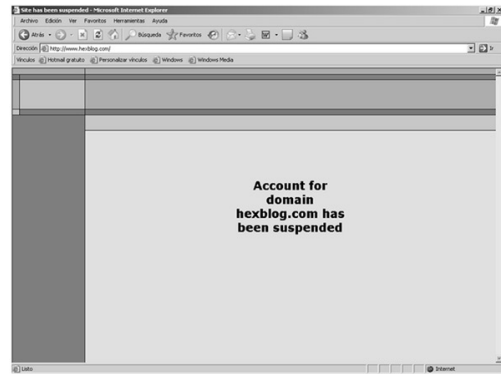 Site has been suspended - Microsoft Internet Explorer
Archivo Edición Ver Favoritos Herramientas Ayuda
Atrás Búsqueda Favoritos
Dirección http://www.hexblog.com/ Ir
Vínculos Hotmail gratuito Personalizar vínculos Windows Windows Media
Account for
domain
hexblog.com has
been suspended
Listo Internet